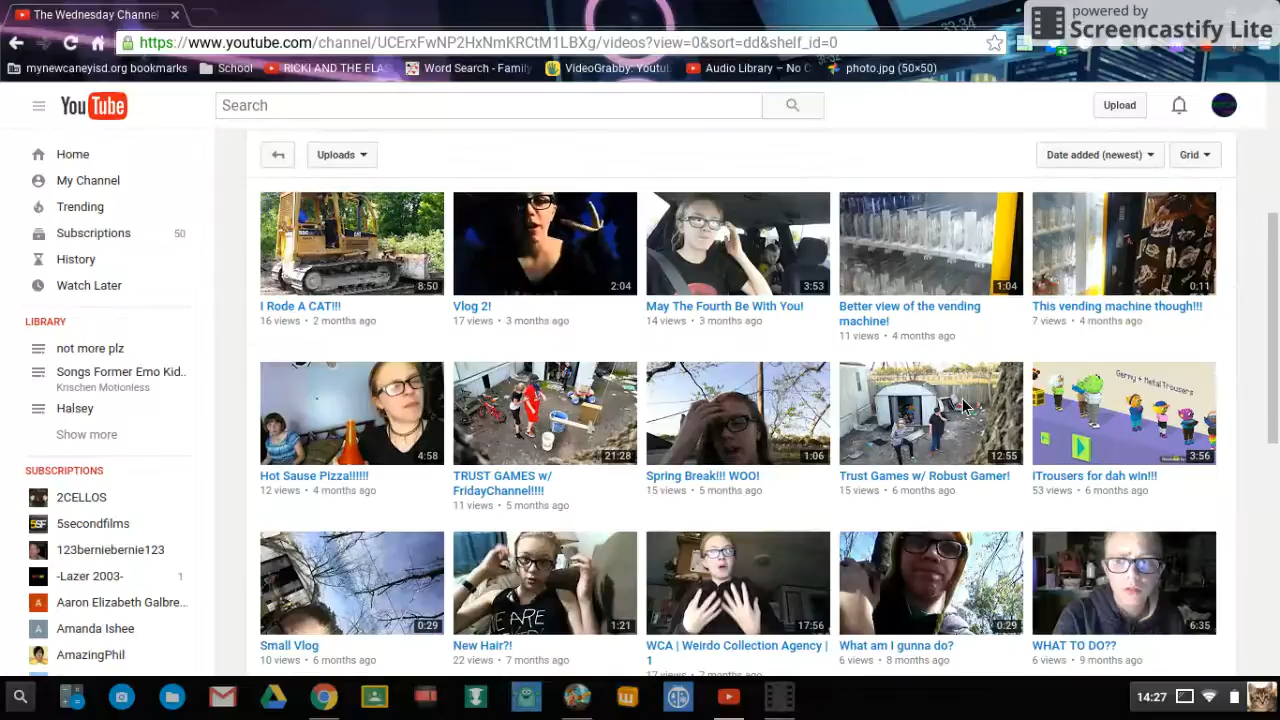 The Wednesday Channel
powered by
Screencastify Lite
https://www.youtube.com/channel/UCErxFwNP2HxNmKRCtM1LBXg/videos?view=0&sort=dd&shelf_id=0
mynewcaneyisd.org bookmarks School RICKI AND THE FLAS Word Search Family VideoGrabby: Youtub Audio Library – No C photo.jpg (50×50)
YouTube Search Upload
Uploads Date added (newest) Grid
Home
My Channel
Trending
Subscriptions 50
History
Watch Later
LIBRARY
not more plz
Songs Former Emo Kid..
Krischen Motionless
Halsey
Show more
SUBSCRIPTIONS
2CELLOS
5secondfilms
123berniebernie123
-Lazer 2003- 1
Aaron Elizabeth Galbre...
Amanda Ishee
AmazingPhil
8:50 2:04 3:53 1:04 0:11
I Rode A CAT!!!
16 views • 2 months ago
Vlog 2!
17 views • 3 months ago
May The Fourth Be With You!
14 views • 3 months ago
Better view of the vending
machine!
11 views • 4 months ago
This vending machine though!!!
7 views • 4 months ago
Genny + Metal Trousers
4:58 21:28 1:06 12:55 3:56
Hot Sause Pizza!!!!!!
12 views • 4 months ago
TRUST GAMES w/
FridayChannel!!!!
11 views • 5 months ago
Spring Break!!! WOO!
15 views • 5 months ago
Trust Games w/ Robust Gamer!
15 views • 6 months ago
ITrousers for dah win!!!
53 views • 6 months ago
0:29 1:21 17:56 0:29 6:35
Small Vlog
10 views • 6 months ago
New Hair?!
22 views • 7 months ago
WCA | Weirdo Collection Agency |
1
17 views • 7 months ago
What am I gunna do?
6 views • 8 months ago
WHAT TO DO??
6 views • 9 months ago
14:27